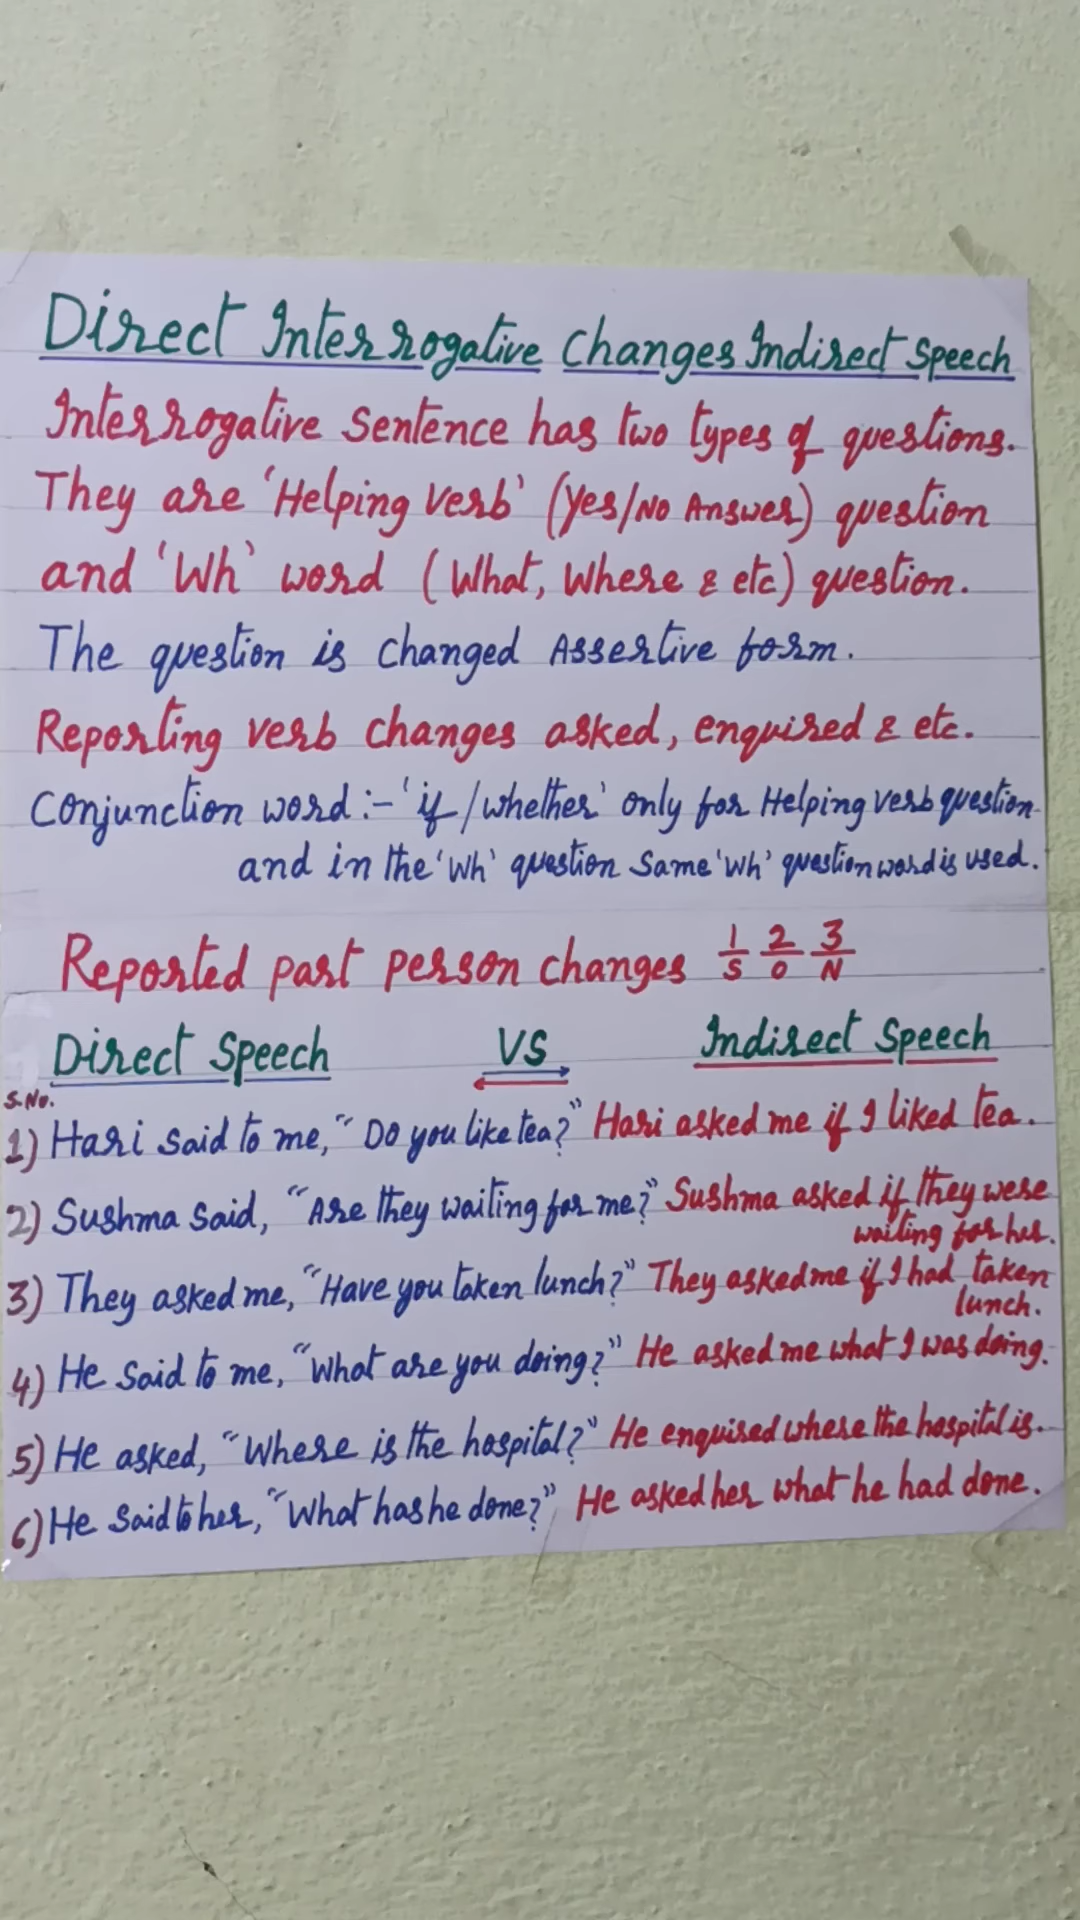 Direct Interrogative Changes Indirect Speech
Interrogative Sentence has two types of questions.
They are 'Helping Verb' (Yes/No Answer) question
and 'Wh' word (What, Where & etc) question.
The question is changed Assertive form.
Reporting verb changes asked, enquired & etc.
Conjunction word :- 'if/whether' only for Helping verb question
and in the 'Wh' question Same 'Wh' question word is used.
Reported part person changes 1/S 2/O 3/N
Direct Speech VS Indirect Speech
S.No.
1) Hari Said to me, "Do you like tea?" Hari asked me if I liked tea.
2) Sushma Said, "Are they waiting for me?" Sushma asked if they were
waiting for her.
3) They asked me, "Have you taken lunch?" They asked me if I had taken
lunch.
4) He Said to me, "What are you doing?" He asked me what I was doing.
5) He asked, "Where is the hospital?" He enquired where the hospital is.
6) He Said to her, "What has he done?" He asked her what he had done.